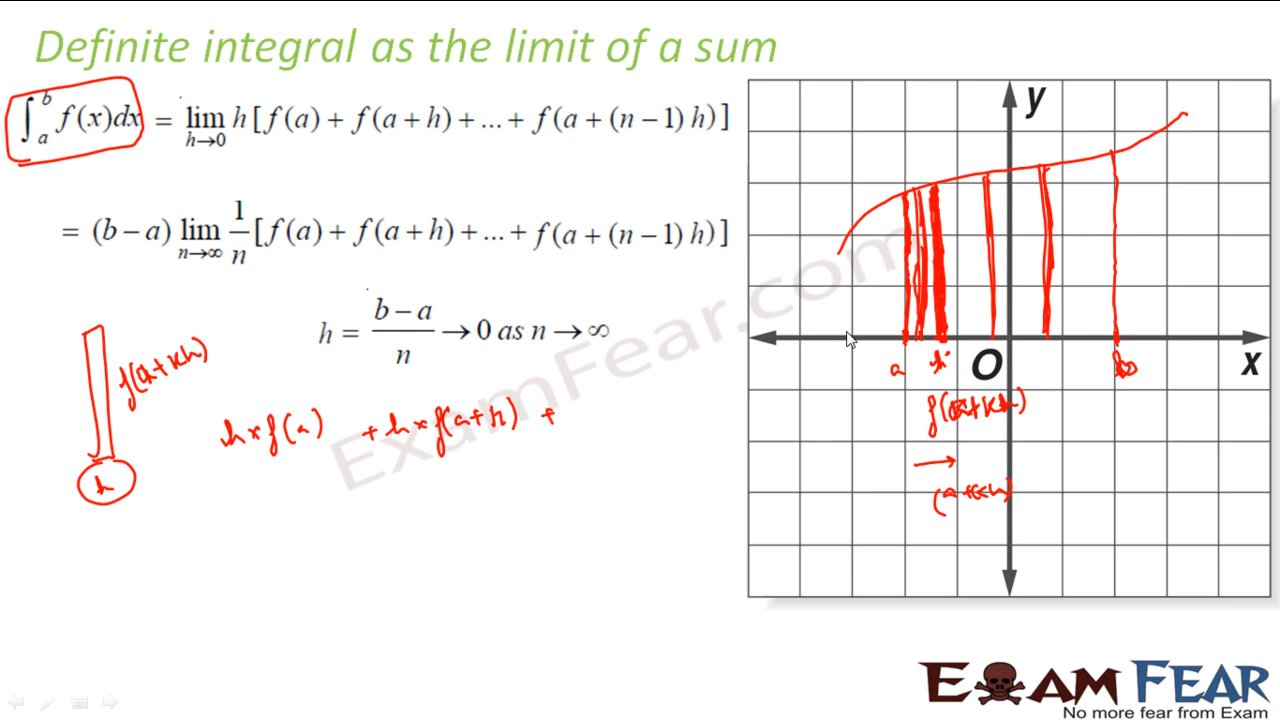 Definite integral as the limit of a sum
∫_a^b f(x)dx = lim_{h→0} h[f(a) + f(a+h) + ... + f(a+(n−1)h)]
= (b−a) lim_{n→∞} 1/n [f(a) + f(a+h) + ... + f(a+(n−1)h)]
h = (b−a)/n → 0 as n → ∞
f(a+kh)
h
h×f(a) + h×f(a+h) +
y
x
O
a
b
f(a+kh)
(a+kh)
ExamFear.com
EXAM FEAR
No more fear from Exam